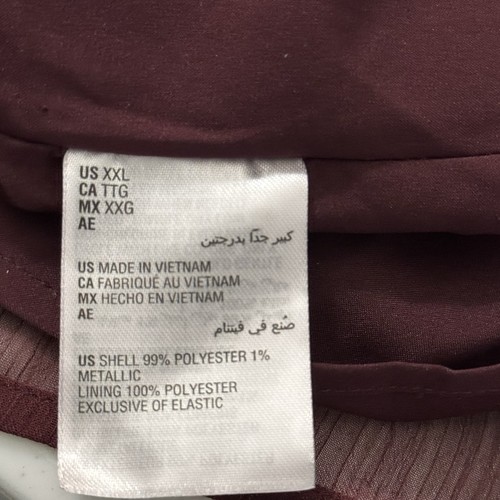 US XXL
CA TTG
MX XXG
AE
كبير جدًا بدرجتين
US MADE IN VIETNAM
CA FABRIQUÉ AU VIETNAM
MX HECHO EN VIETNAM
AE
صُنع في فيتنام
US SHELL 99% POLYESTER 1%
METALLIC
LINING 100% POLYESTER
EXCLUSIVE OF ELASTIC